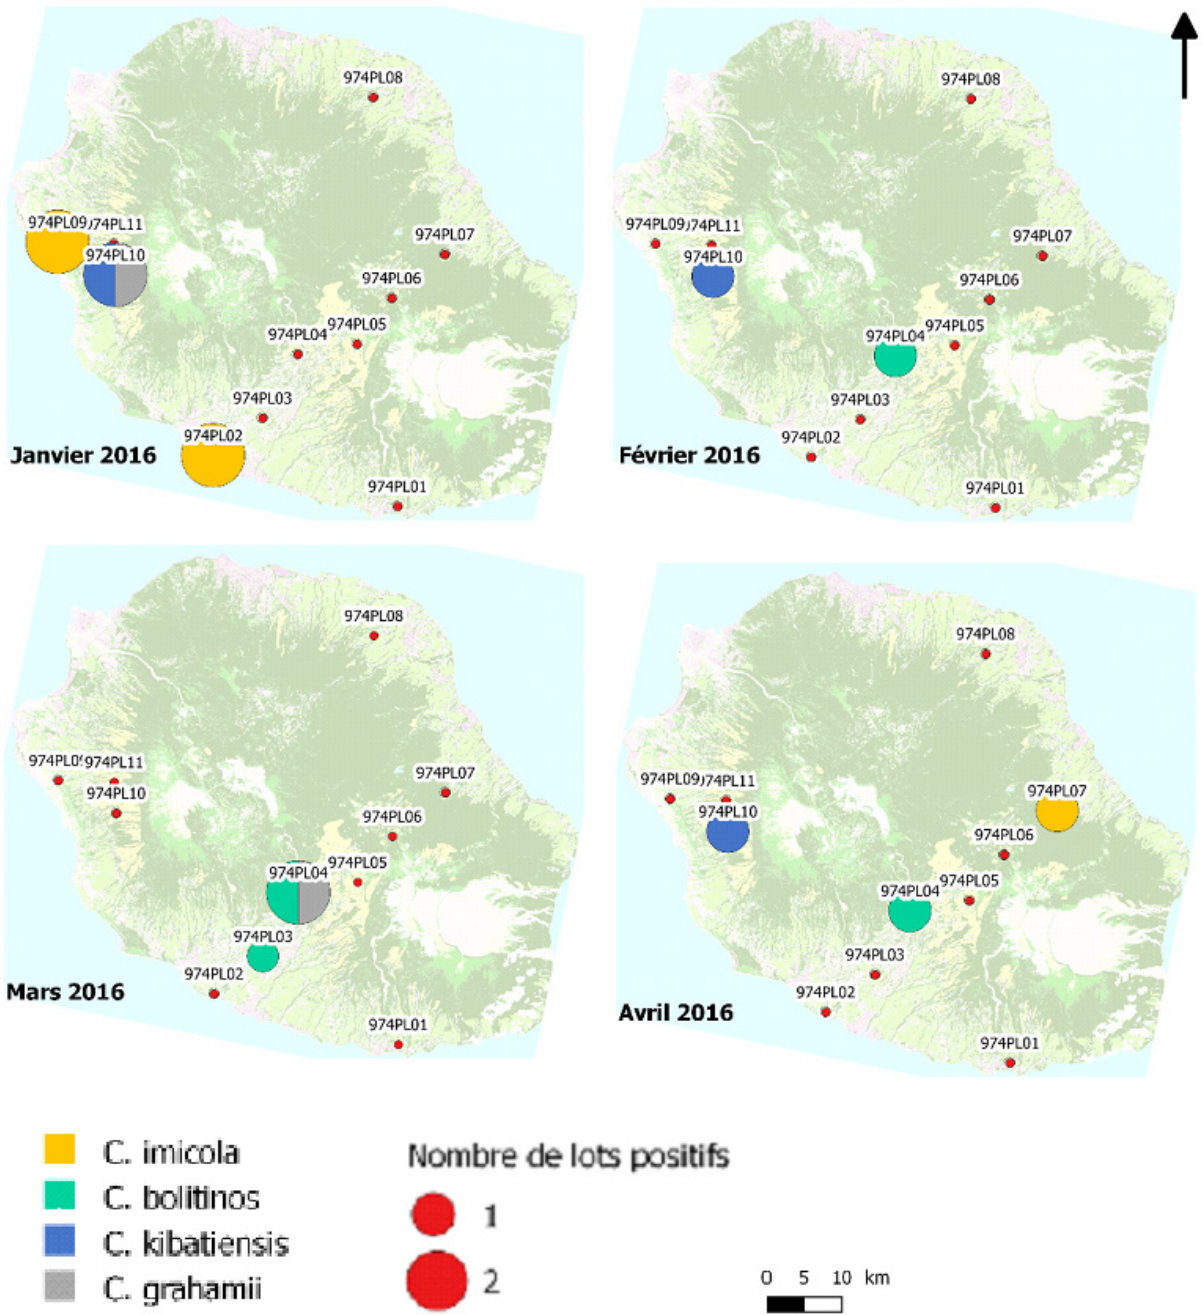 974PL08
974PL09
974PL11
974PL10
974PL07
974PL06
974PL05
974PL04
974PL03
974PL02
974PL01
Janvier 2016
974PL08
974PL09
974PL11
974PL10
974PL07
974PL06
974PL05
974PL04
974PL03
974PL02
974PL01
Février 2016
974PL08
974PL09
974PL11
974PL10
974PL07
974PL06
974PL05
974PL04
974PL03
974PL02
974PL01
Mars 2016
974PL08
974PL09
974PL11
974PL10
974PL07
974PL06
974PL05
974PL04
974PL03
974PL02
974PL01
Avril 2016
C. imicola
C. bolitinos
C. kibatiensis
C. grahamii
Nombre de lots positifs
1
2
0 5 10 km